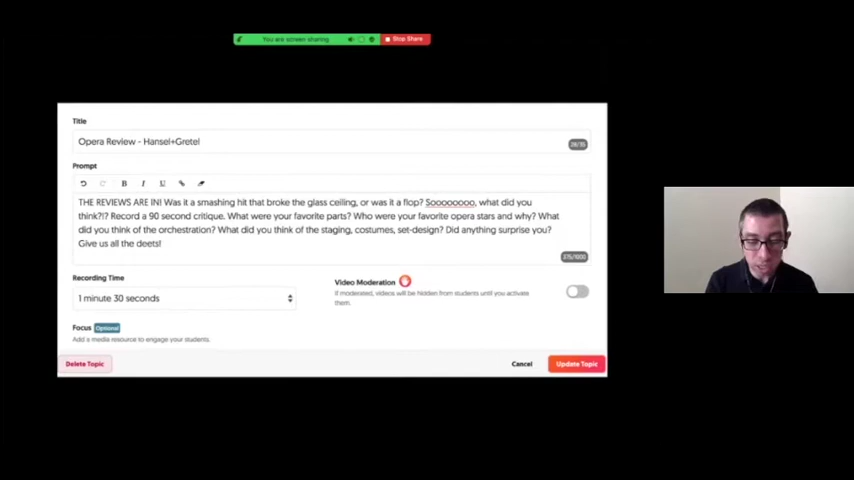 You are screen sharing
Stop Share
Title
Opera Review - Hansel+Gretel
28/35
Prompt
B I U
THE REVIEWS ARE IN! Was it a smashing hit that broke the glass ceiling, or was it a flop? Soooooooo, what did you
think?!? Record a 90 second critique. What were your favorite parts? Who were your favorite opera stars and why? What
did you think of the orchestration? What did you think of the staging, costumes, set-design? Did anything surprise you?
Give us all the deets!
375/1000
Recording Time
1 minute 30 seconds
Video Moderation
If moderated, videos will be hidden from students until you activate
them.
Focus Optional
Add a media resource to engage your students.
Delete Topic
Cancel
Update Topic